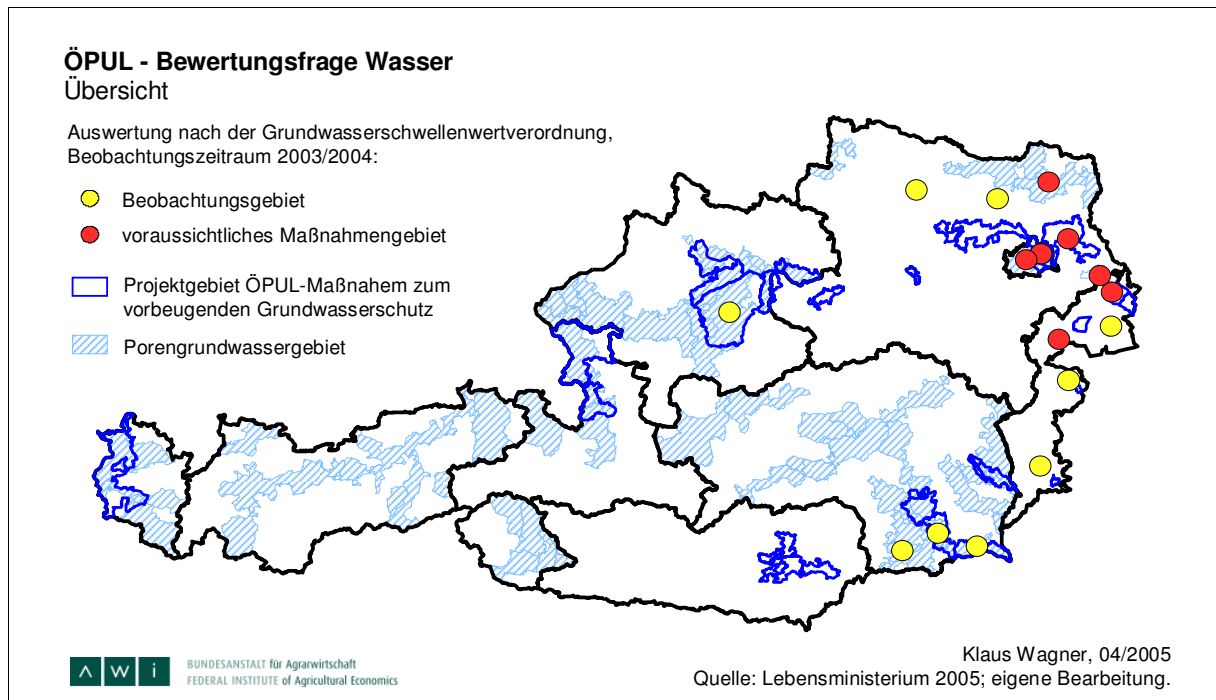 ÖPUL - Bewertungsfrage Wasser
Übersicht
Auswertung nach der Grundwasserschwellenwertverordnung,
Beobachtungszeitraum 2003/2004:
Beobachtungsgebiet
voraussichtliches Maßnahmengebiet
Projektgebiet ÖPUL-Maßnahem zum
vorbeugenden Grundwasserschutz
Porengrundwassergebiet
Klaus Wagner, 04/2005
Quelle: Lebensministerium 2005; eigene Bearbeitung.
A W i
BUNDESANSTALT für Agrarwirtschaft
FEDERAL INSTITUTE of Agricultural Economics